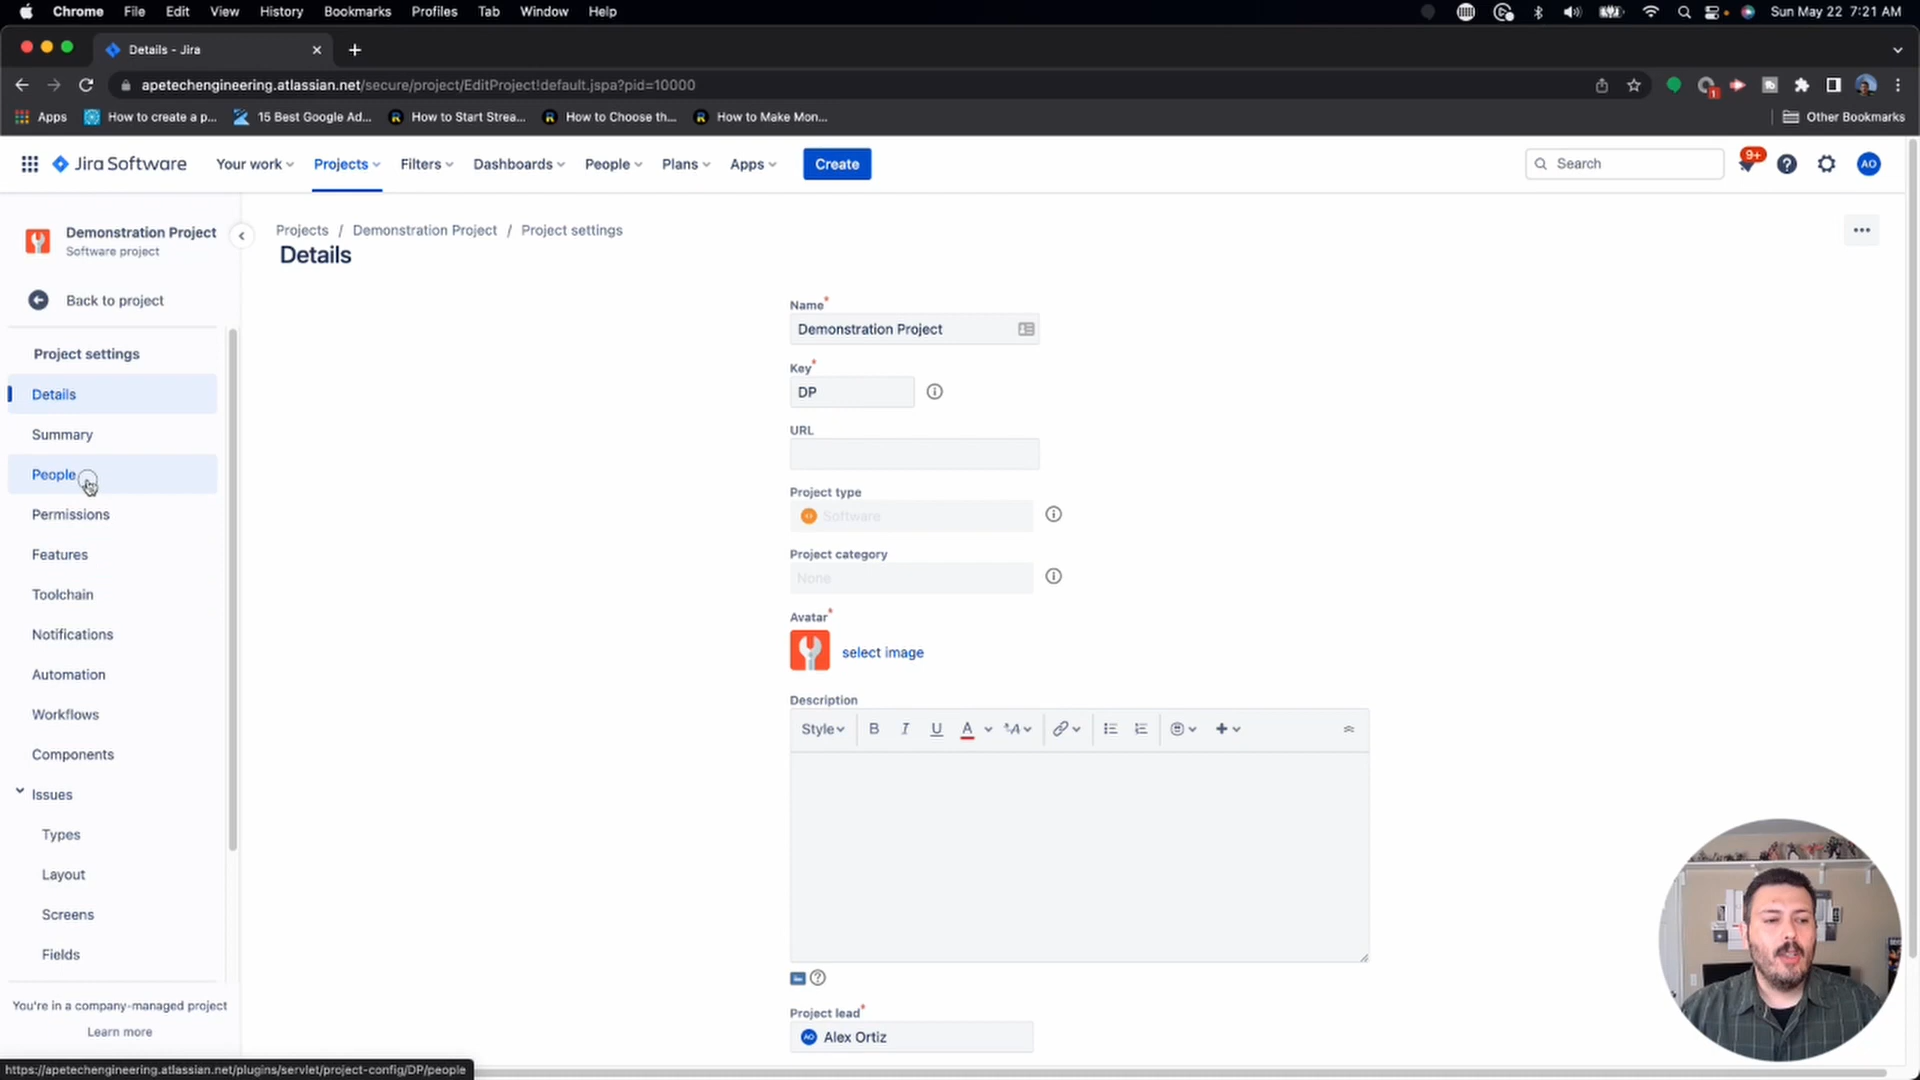 Chrome File Edit View History Bookmarks Profiles Tab Window Help
Sun May 22 7:21 AM
Details - Jira
apetechengineering.atlassian.net/secure/project/EditProject!default.jspa?pid=10000
1
Apps How to create a p... 15 Best Google Ad... How to Start Strea... How to Choose th... How to Make Mon... Other Bookmarks
Jira Software Your work Projects Filters Dashboards People Plans Apps Create Search 9+ AO
Demonstration Project
Software project
Back to project
Project settings
Details
Summary
People
Permissions
Features
Toolchain
Notifications
Automation
Workflows
Components
Issues
Types
Layout
Screens
Fields
You're in a company-managed project
Learn more
Projects / Demonstration Project / Project settings
Details
Name*
Demonstration Project
Key*
DP
URL
Project type
Software
Project category
None
Avatar*
select image
Description
Style B I U A ªA
Project lead*
AO Alex Ortiz
https://apetechengineering.atlassian.net/plugins/servlet/project-config/DP/people